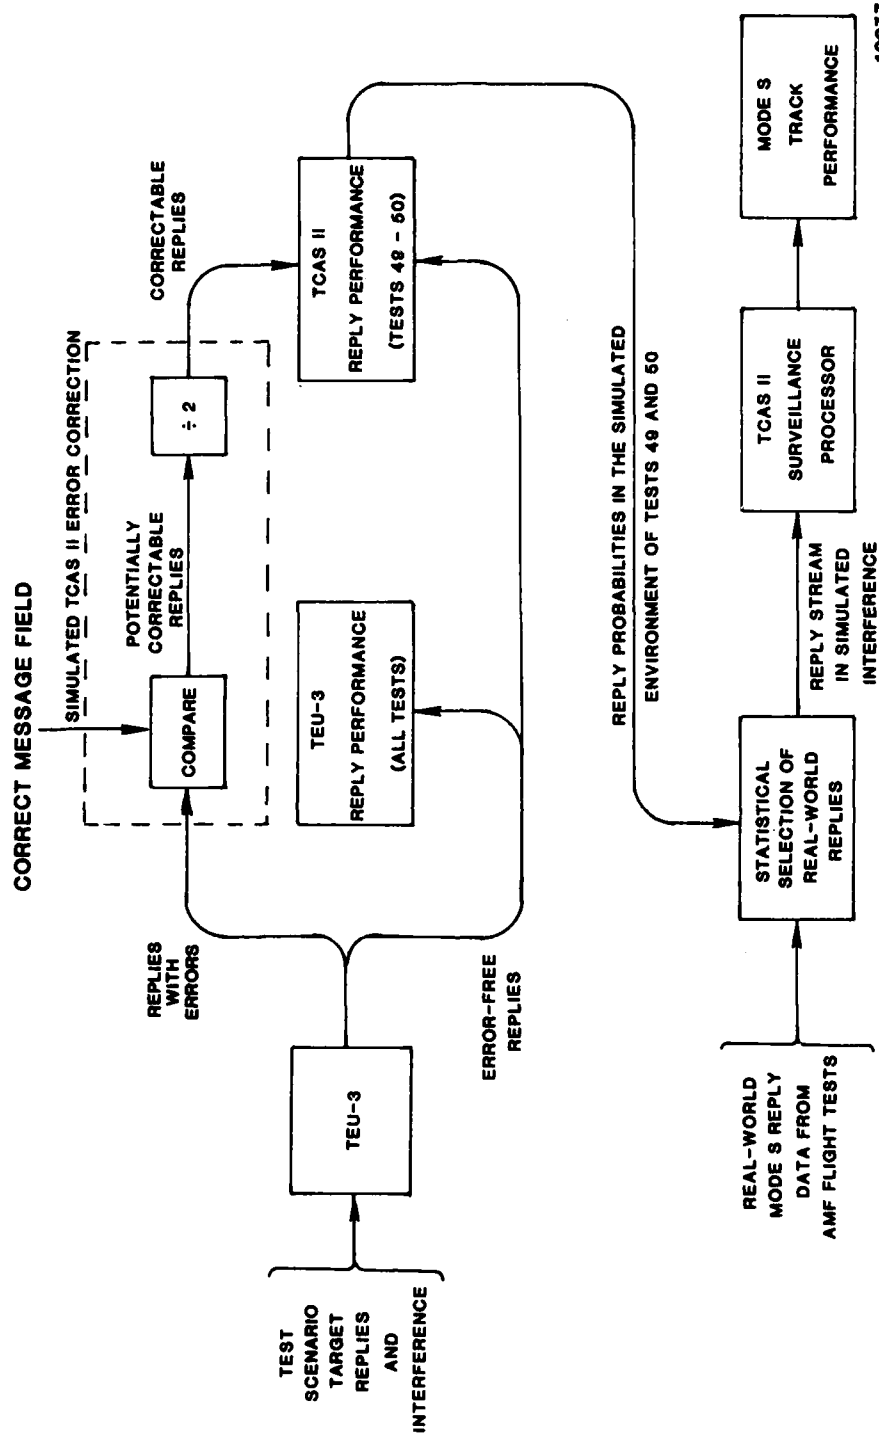 CORRECT MESSAGE FIELD
SIMULATED TCAS II ERROR CORRECTION
REPLIES
WITH
ERRORS
COMPARE
POTENTIALLY
CORRECTABLE
REPLIES
÷ 2
CORRECTABLE
REPLIES
TEST
SCENARIO
TARGET
REPLIES
AND
INTERFERENCE
TEU-3
ERROR-FREE
REPLIES
TEU-3
REPLY PERFORMANCE
(ALL TESTS)
TCAS II
REPLY PERFORMANCE
(TESTS 49 - 50)
REPLY PROBABILITIES IN THE SIMULATED
ENVIRONMENT OF TESTS 49 AND 50
REAL-WORLD
MODE S REPLY
DATA FROM
AMF FLIGHT TESTS
STATISTICAL
SELECTION OF
REAL-WORLD
REPLIES
REPLY STREAM
IN SIMULATED
INTERFERENCE
TCAS II
SURVEILLANCE
PROCESSOR
MODE S
TRACK
PERFORMANCE